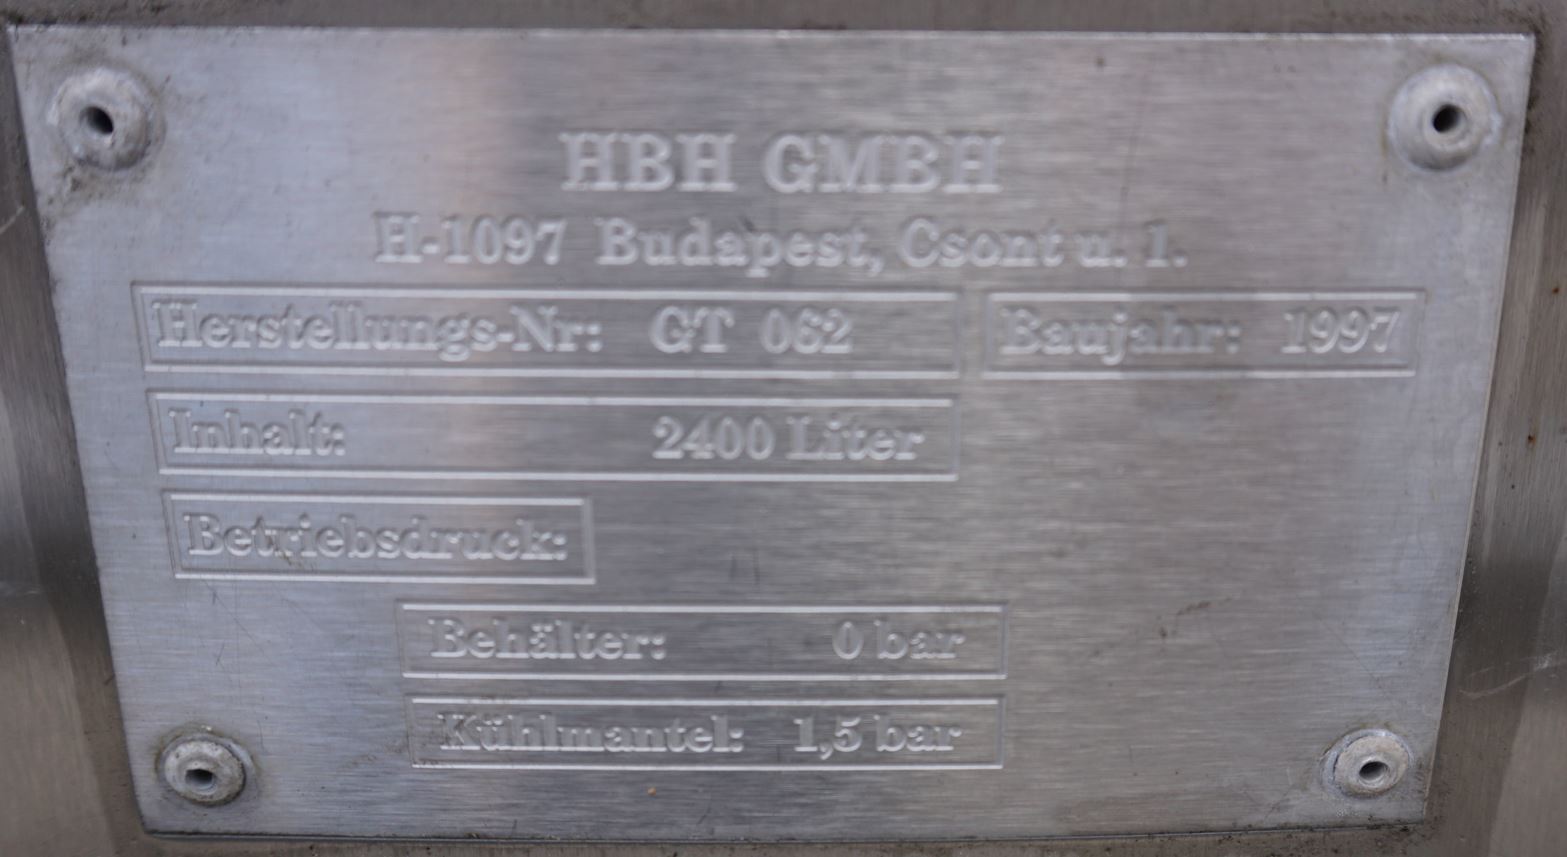 HBH GMBH
H-1097 Budapest, Csont u. 1.
Herstellungs-Nr: GT 062 Baujahr: 1997
Inhalt: 2400 Liter
Betriebsdruck:
Behälter: 0 bar
Kühlmantel: 1,5 bar